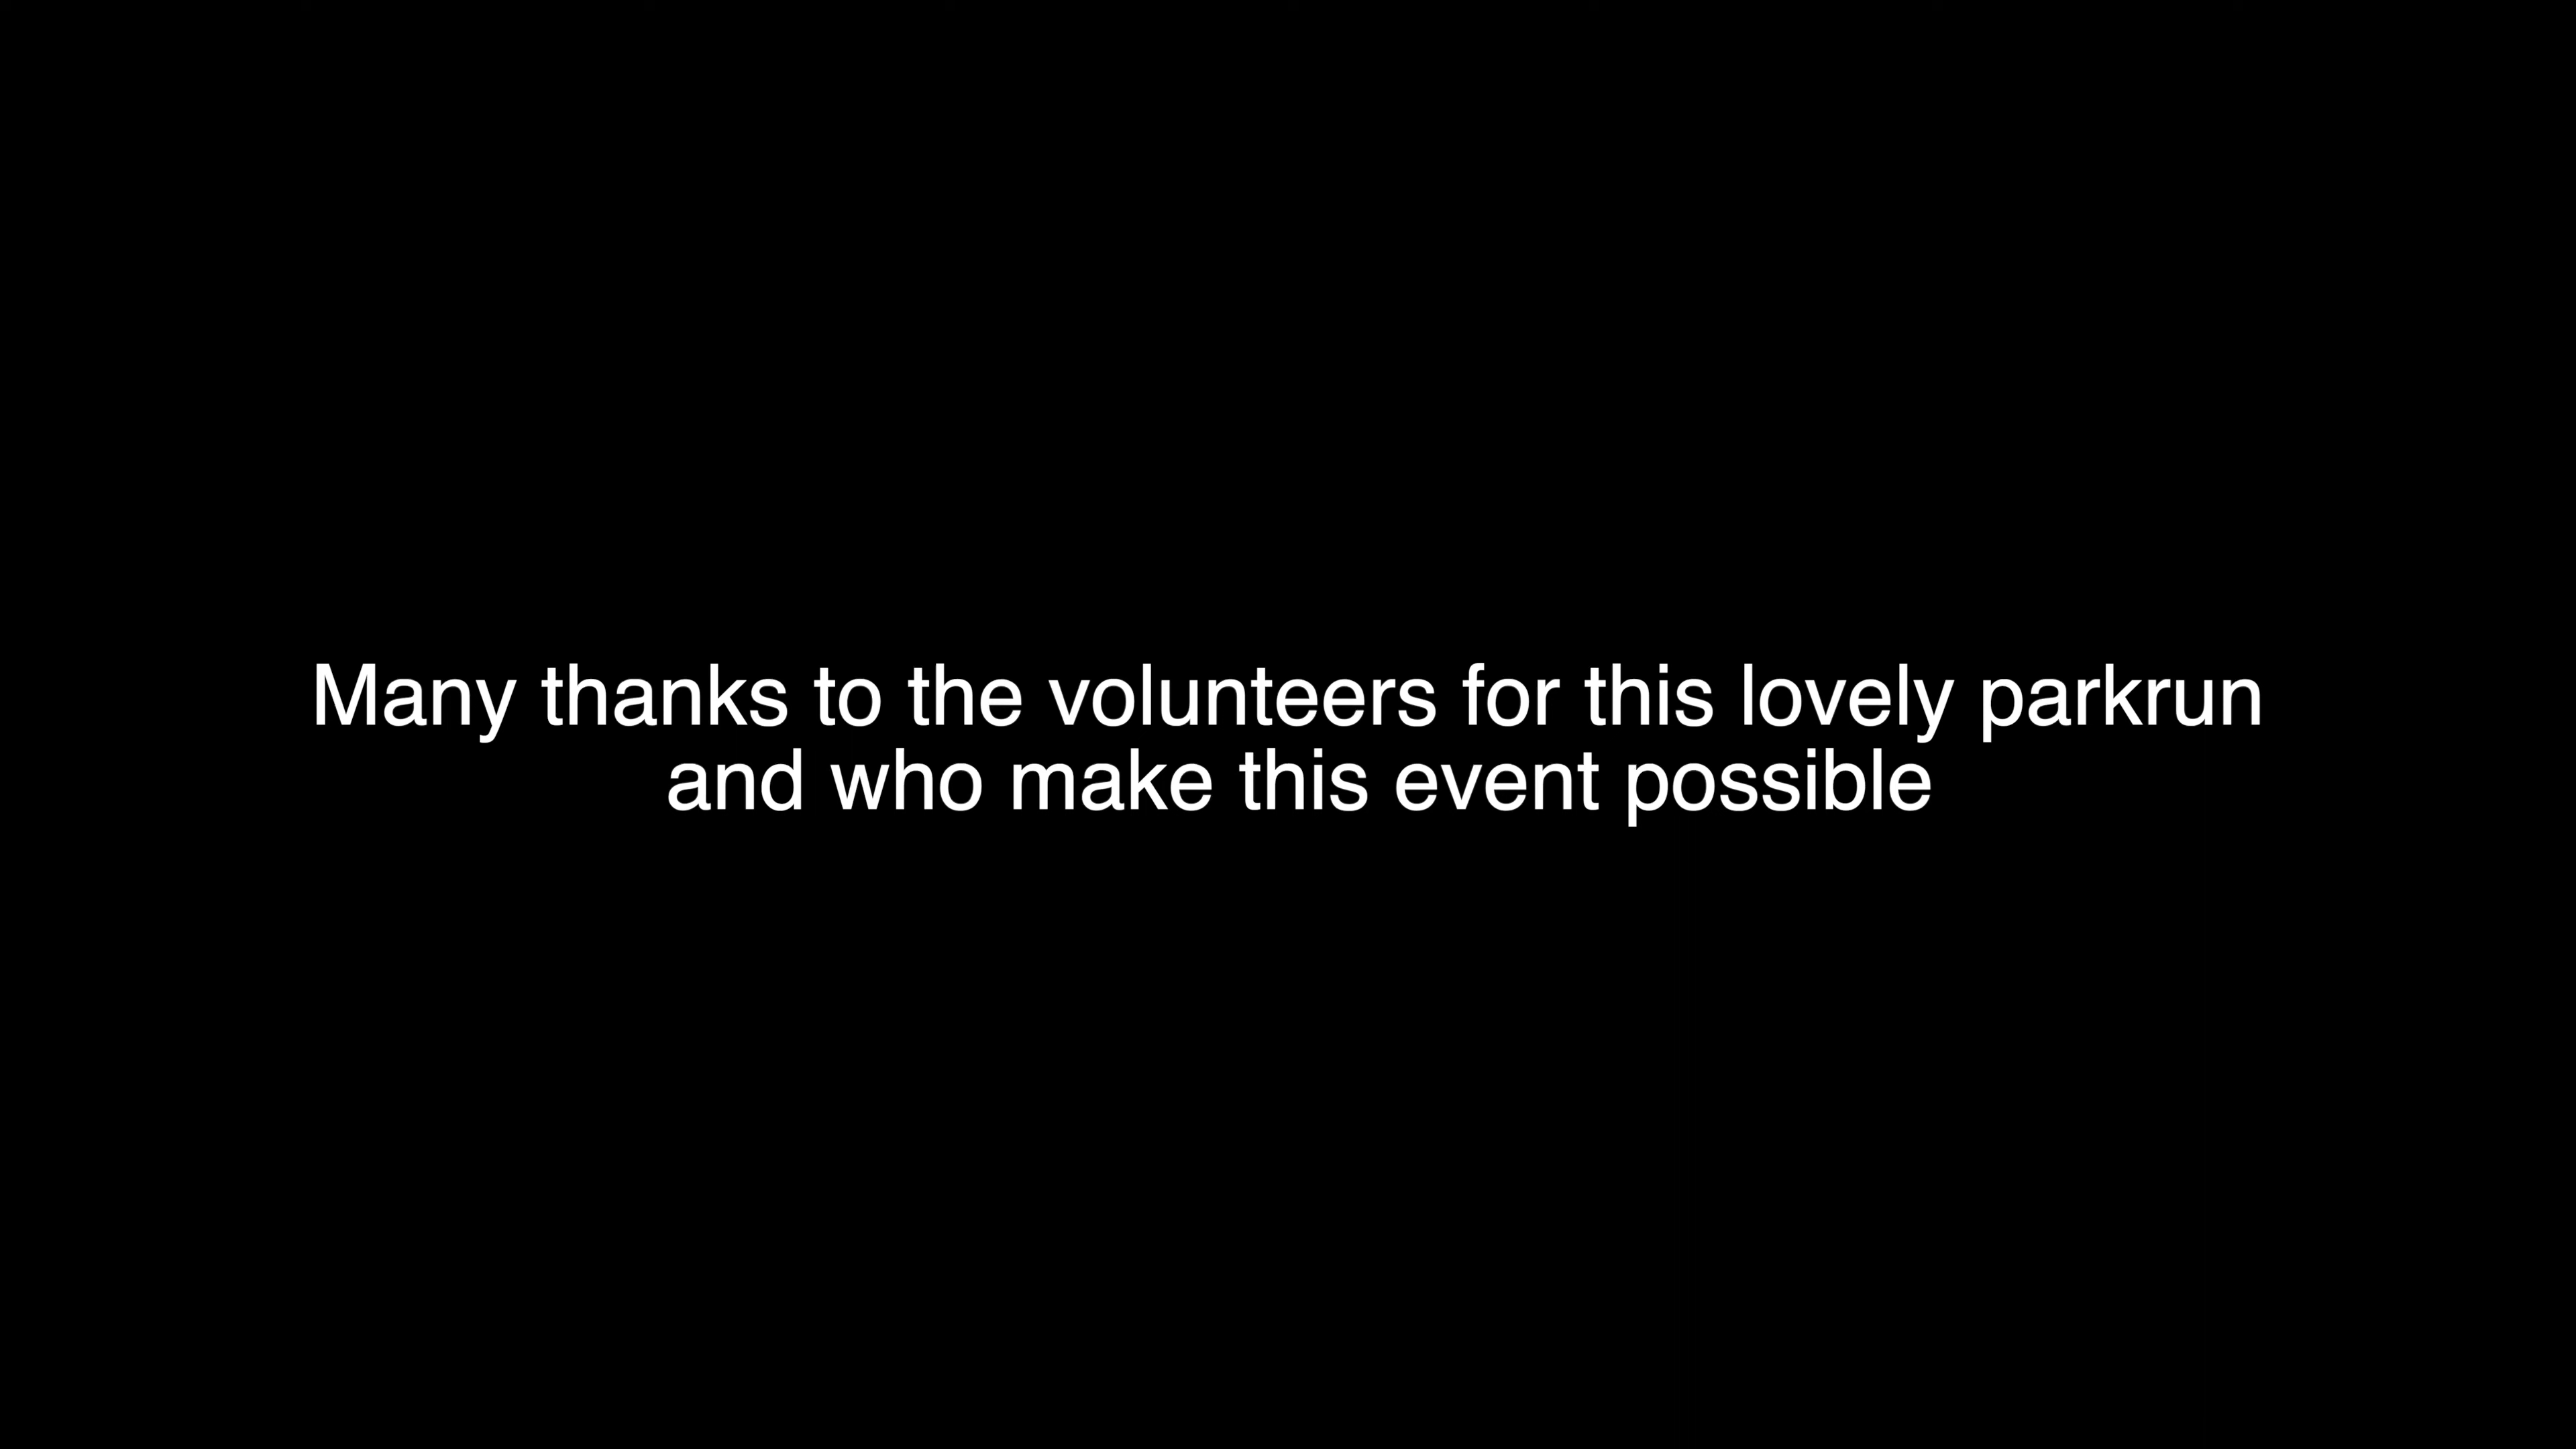 Many thanks to the volunteers for this lovely parkrun
and who make this event possible